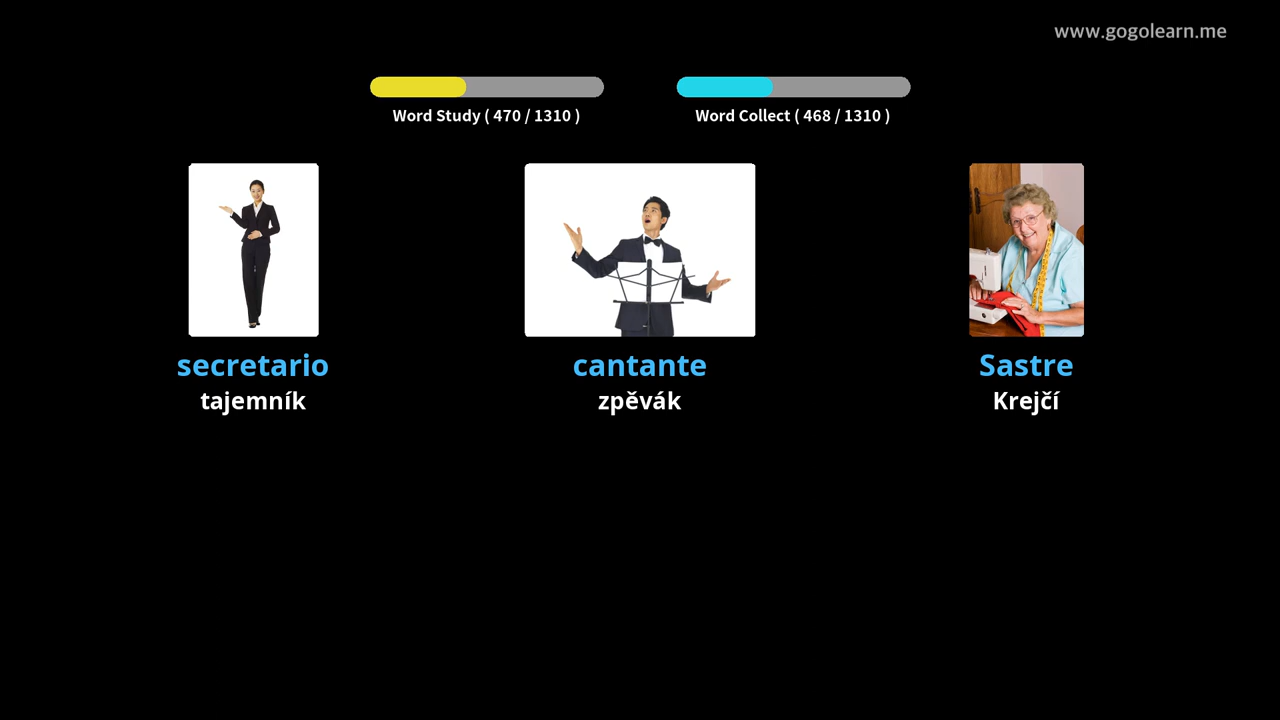 www.gogolearn.me
Word Study ( 470 / 1310 )
Word Collect ( 468 / 1310 )
secretario
tajemník
cantante
zpěvák
Sastre
Krejčí